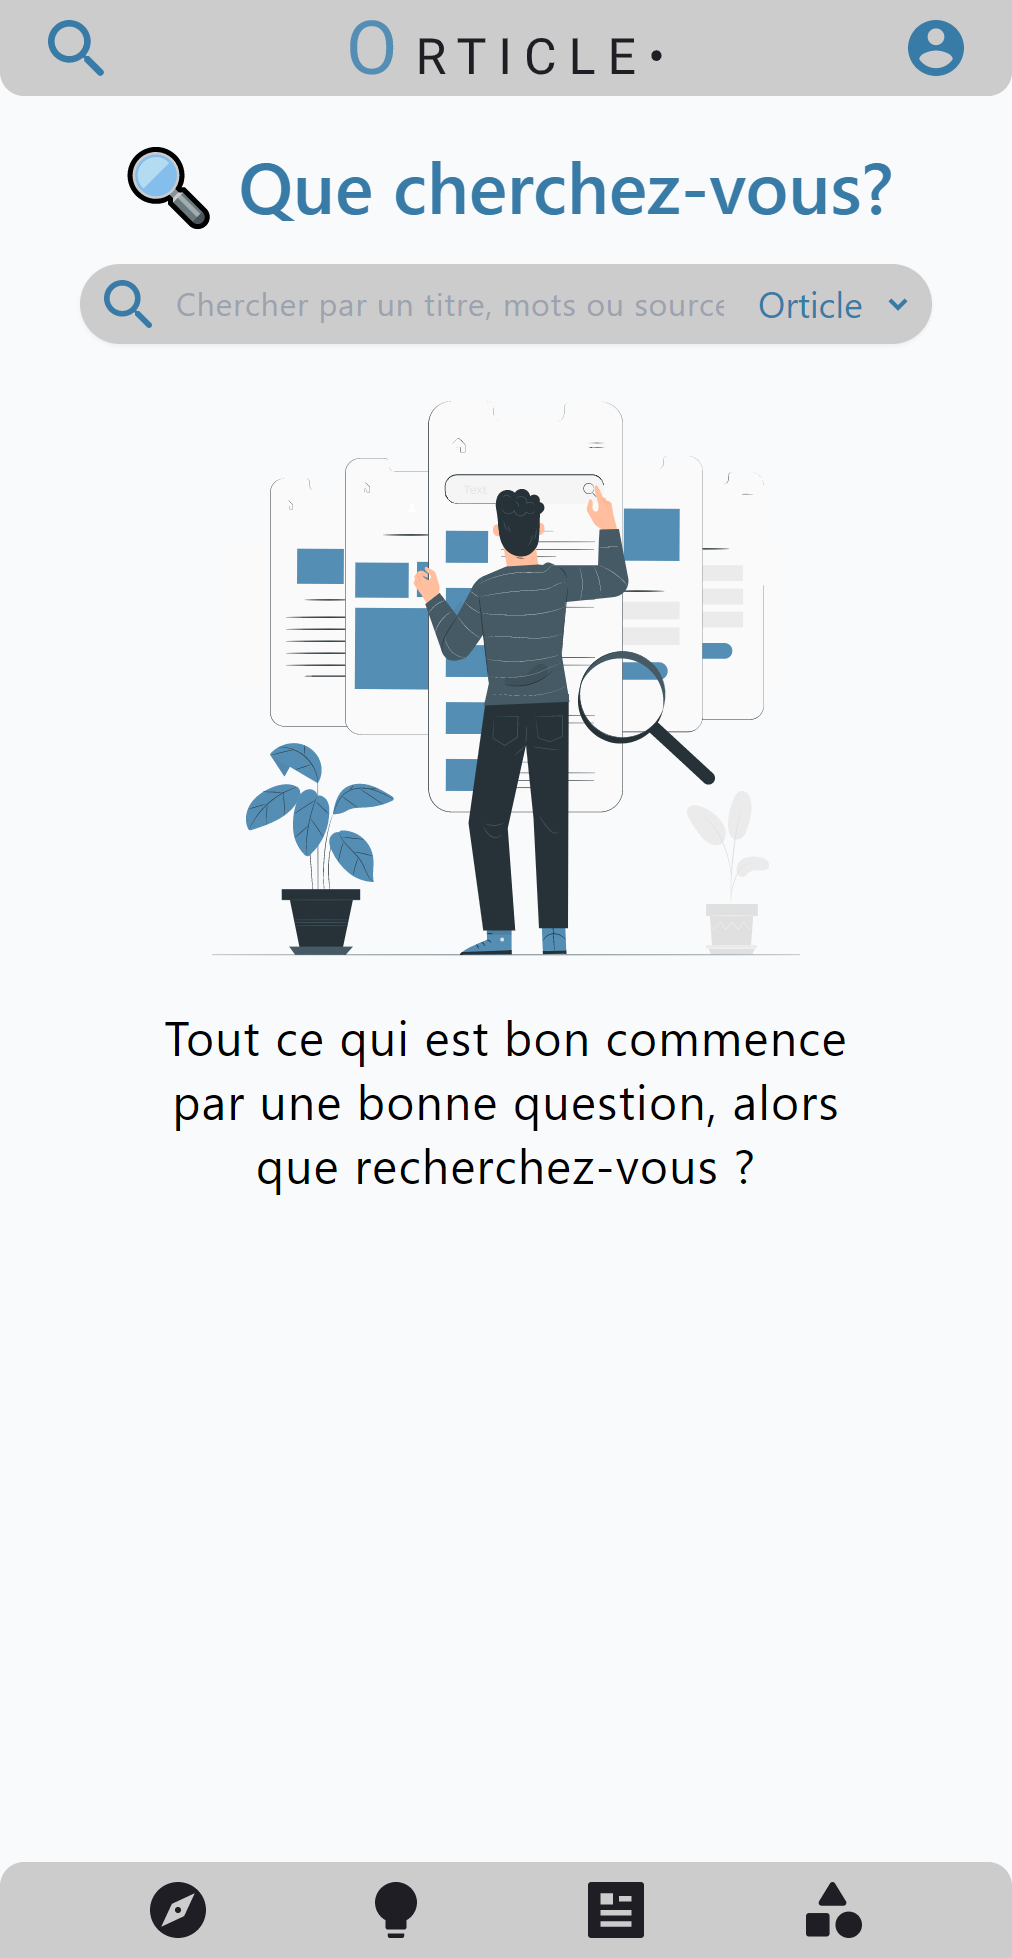 ORTICLE•
Que cherchez-vous?
Chercher par un titre, mots ou source
Orticle
Text
Tout ce qui est bon commence
par une bonne question, alors
que recherchez-vous ?